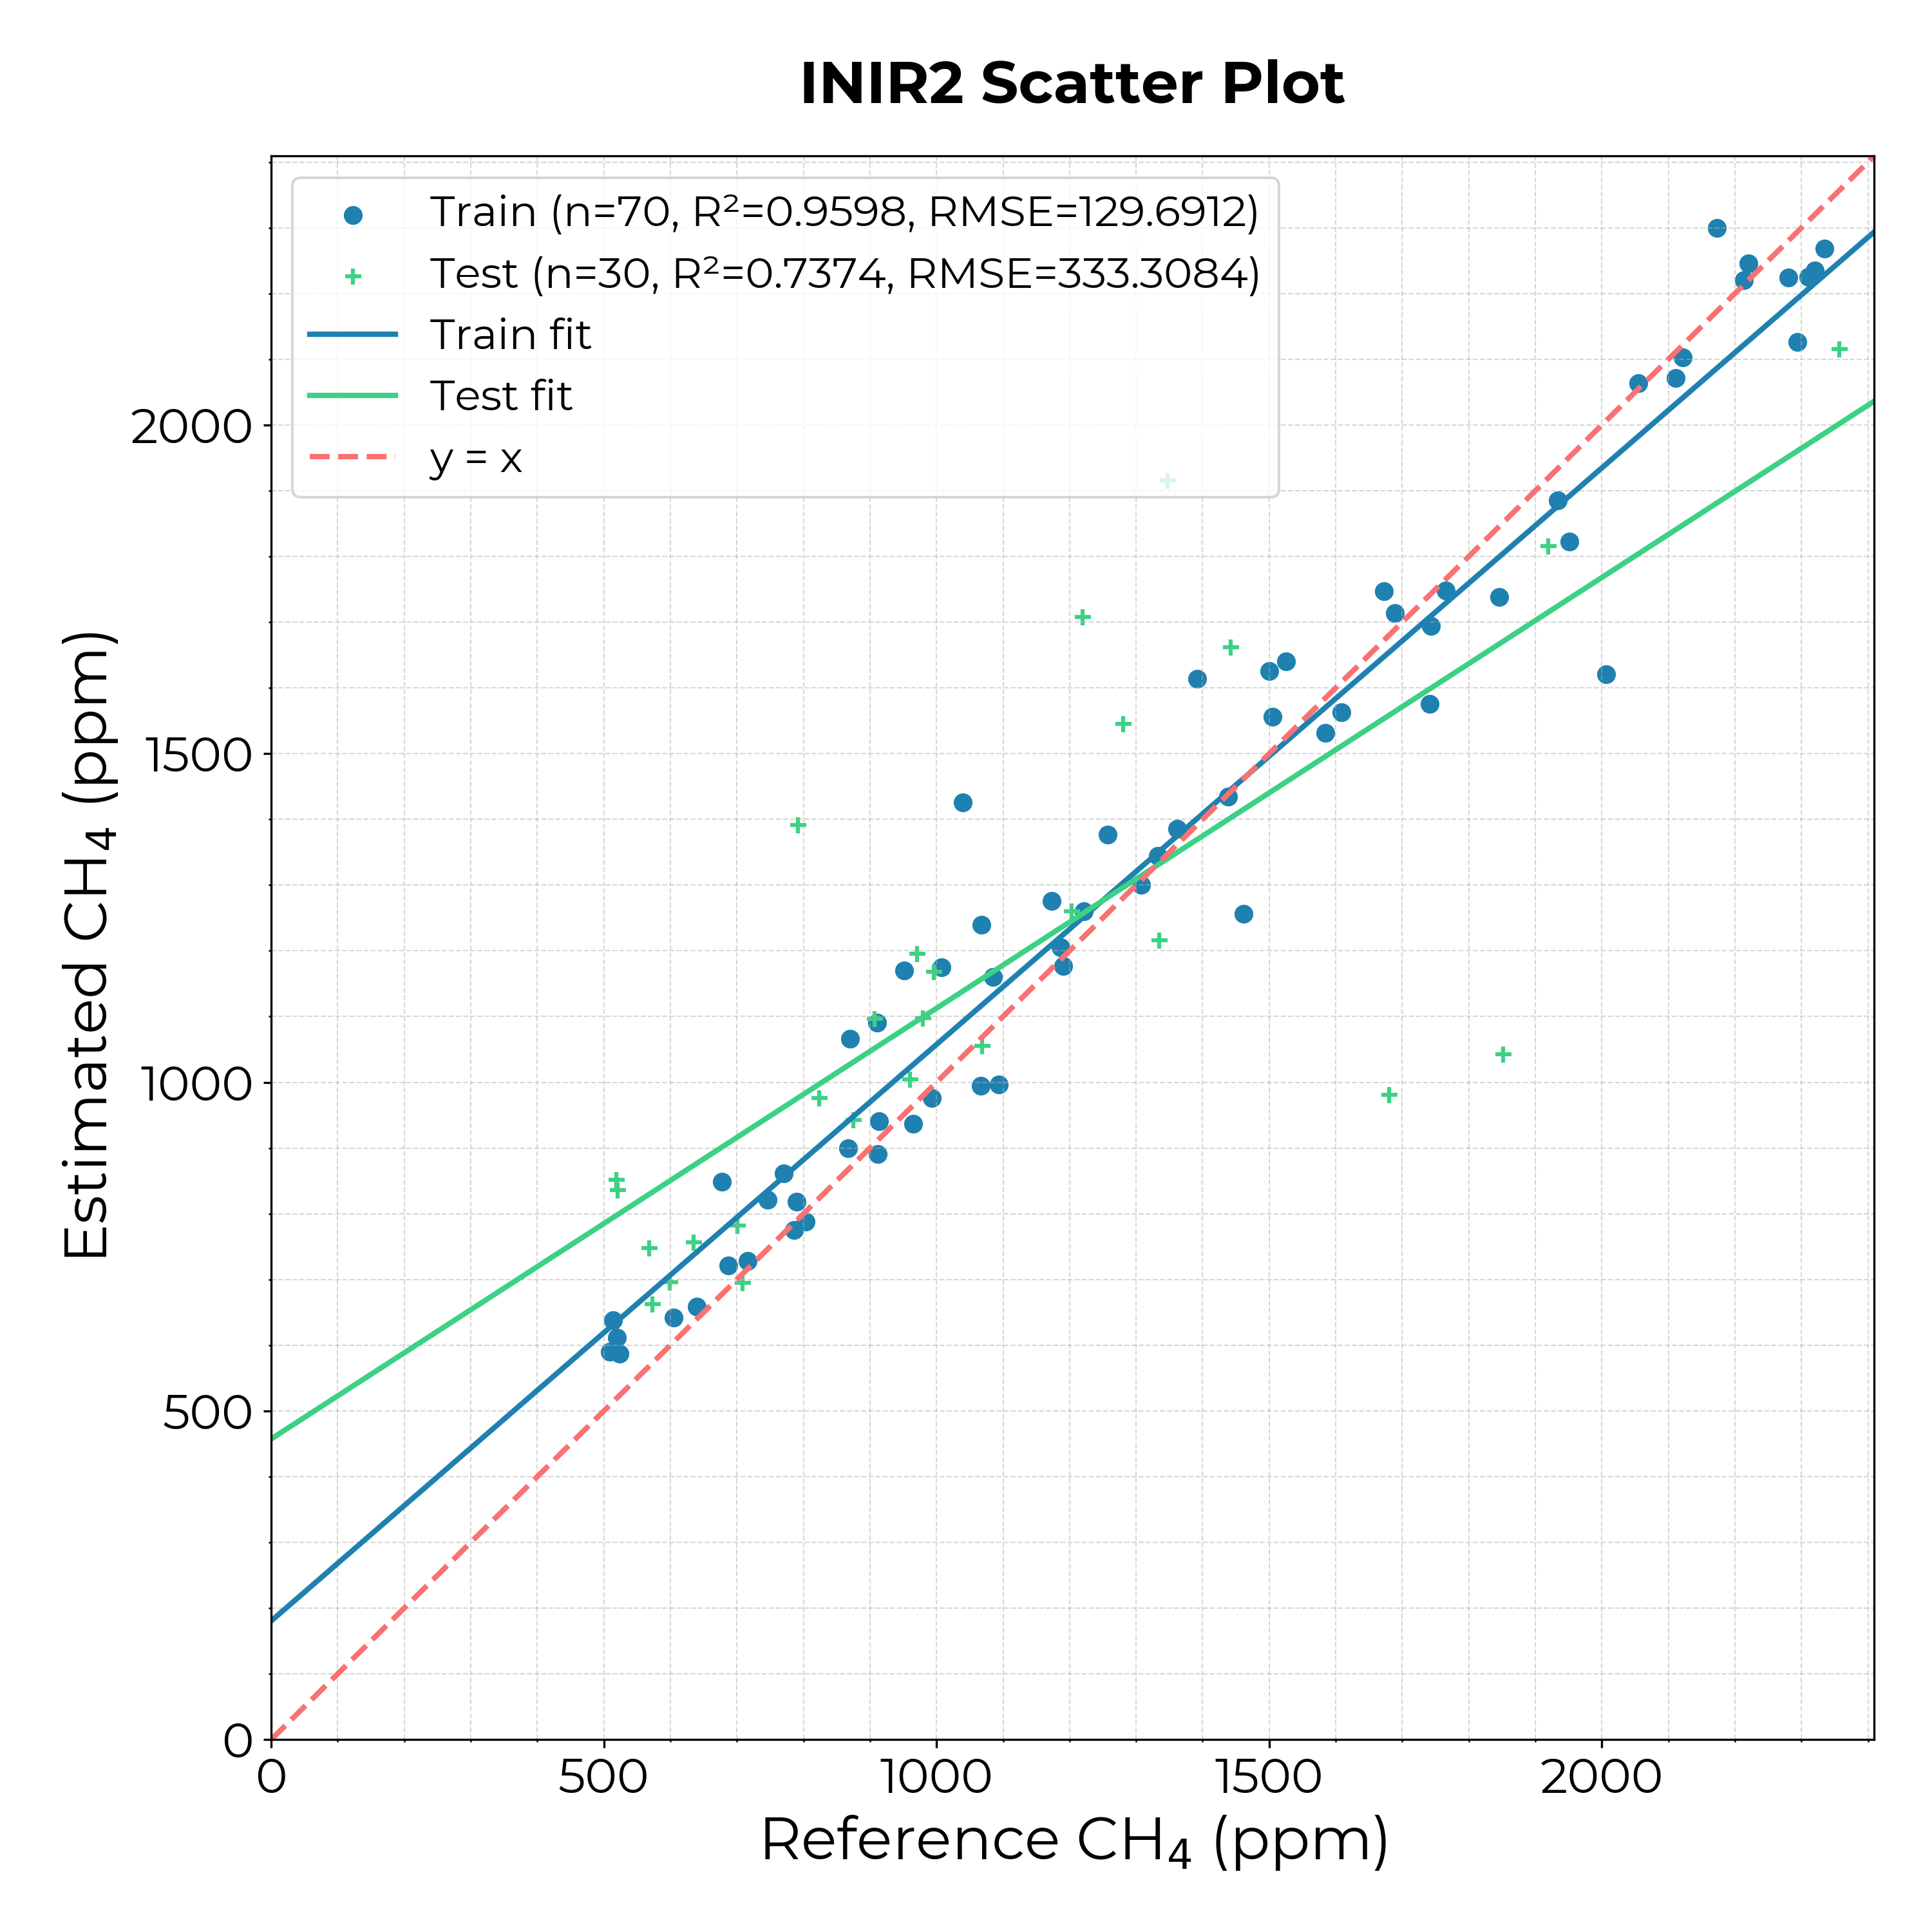 INIR2 Scatter Plot
Train (n=70, R²=0.9598, RMSE=129.6912)
Test (n=30, R²=0.7374, RMSE=333.3084)
Train fit
Test fit
y = x
Estimated CH₄ (ppm)
2000
1500
1000
500
0
0 500 1000 1500 2000
Reference CH₄ (ppm)